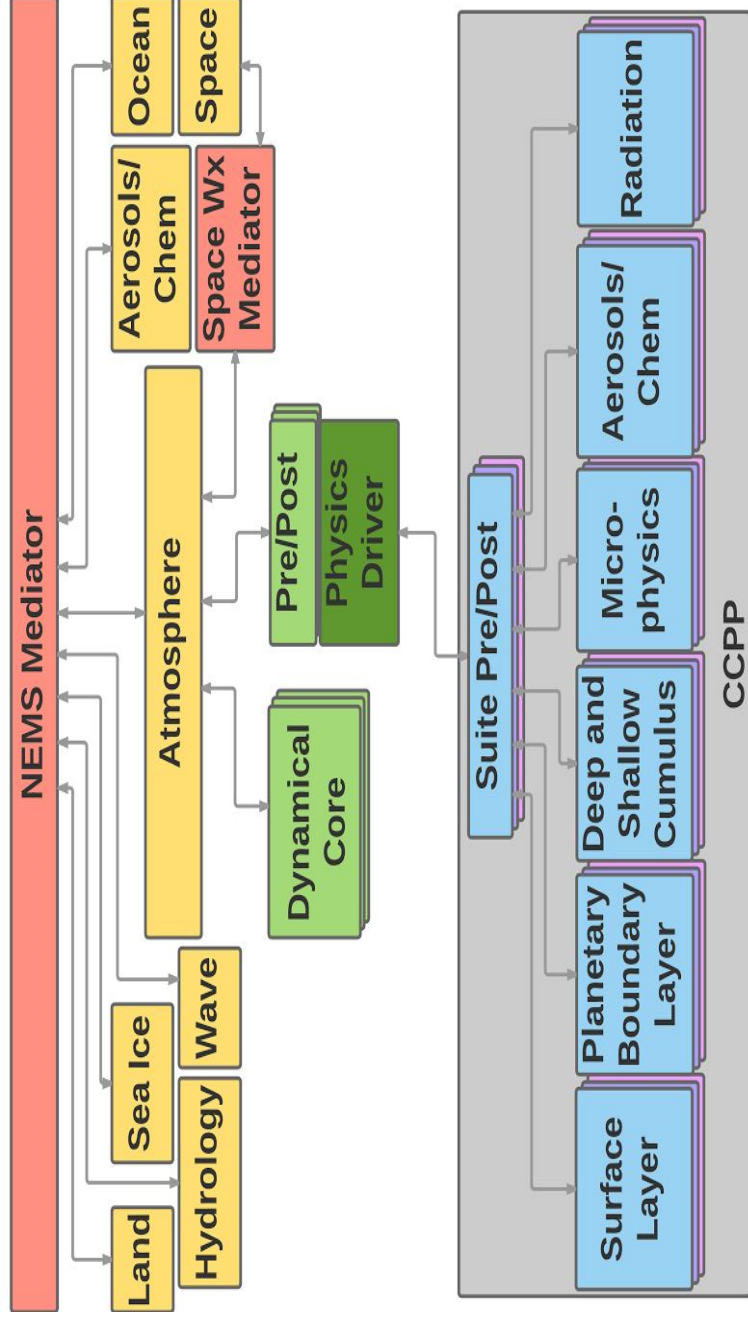 NEMS Mediator
Land
Sea Ice
Hydrology
Wave
Atmosphere
Aerosols/
Chem
Ocean
Space Wx
Mediator
Space
Dynamical
Core
Pre/Post
Physics
Driver
Suite Pre/Post
Surface
Layer
Planetary
Boundary
Layer
Deep and
Shallow
Cumulus
Micro-
physics
Aerosols/
Chem
Radiation
CCPP